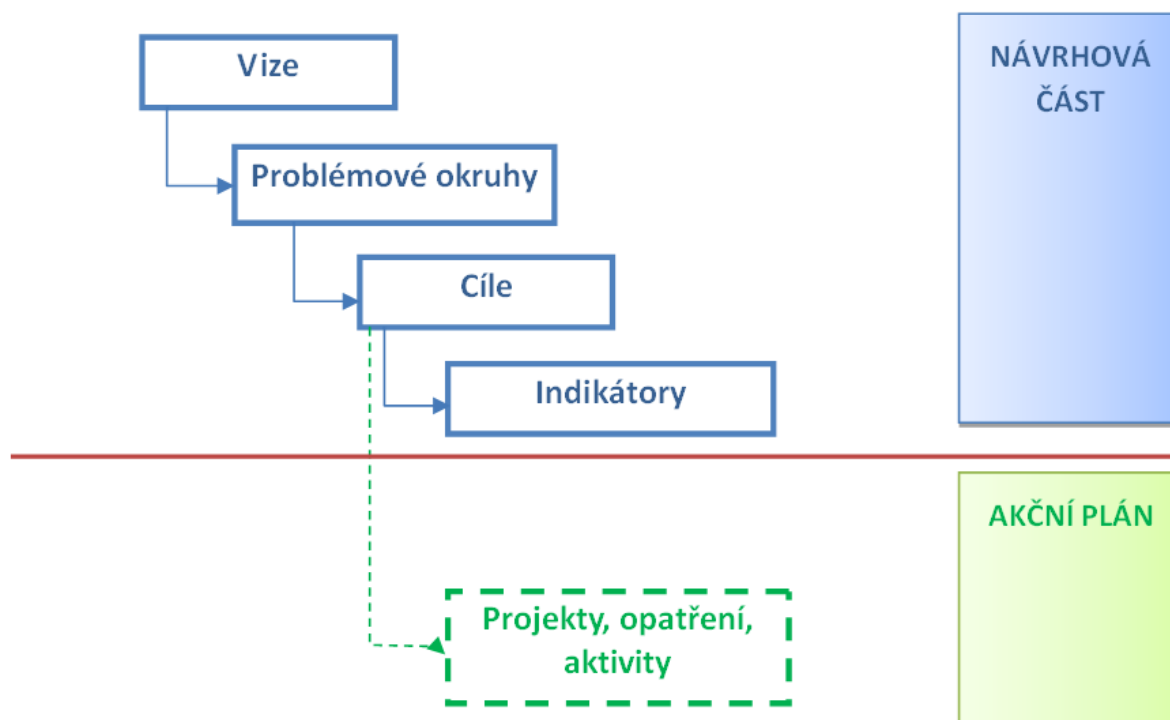 Vize
NÁVRHOVÁ
ČÁST
Problémové okruhy
Cíle
Indikátory
AKČNÍ PLÁN
Projekty, opatření,
aktivity